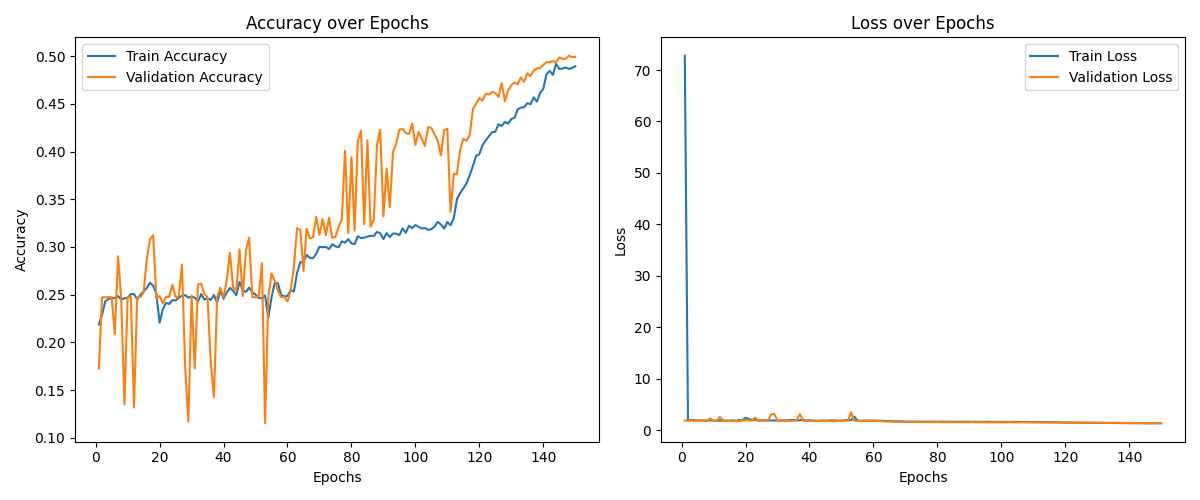 Accuracy over Epochs
Train Accuracy
Validation Accuracy
0.50
0.45
0.40
0.35
0.30
0.25
0.20
0.15
0.10
Accuracy
0 20 40 60 80 100 120 140
Epochs
Loss over Epochs
Train Loss
Validation Loss
70
60
50
40
30
20
10
0
Loss
0 20 40 60 80 100 120 140
Epochs